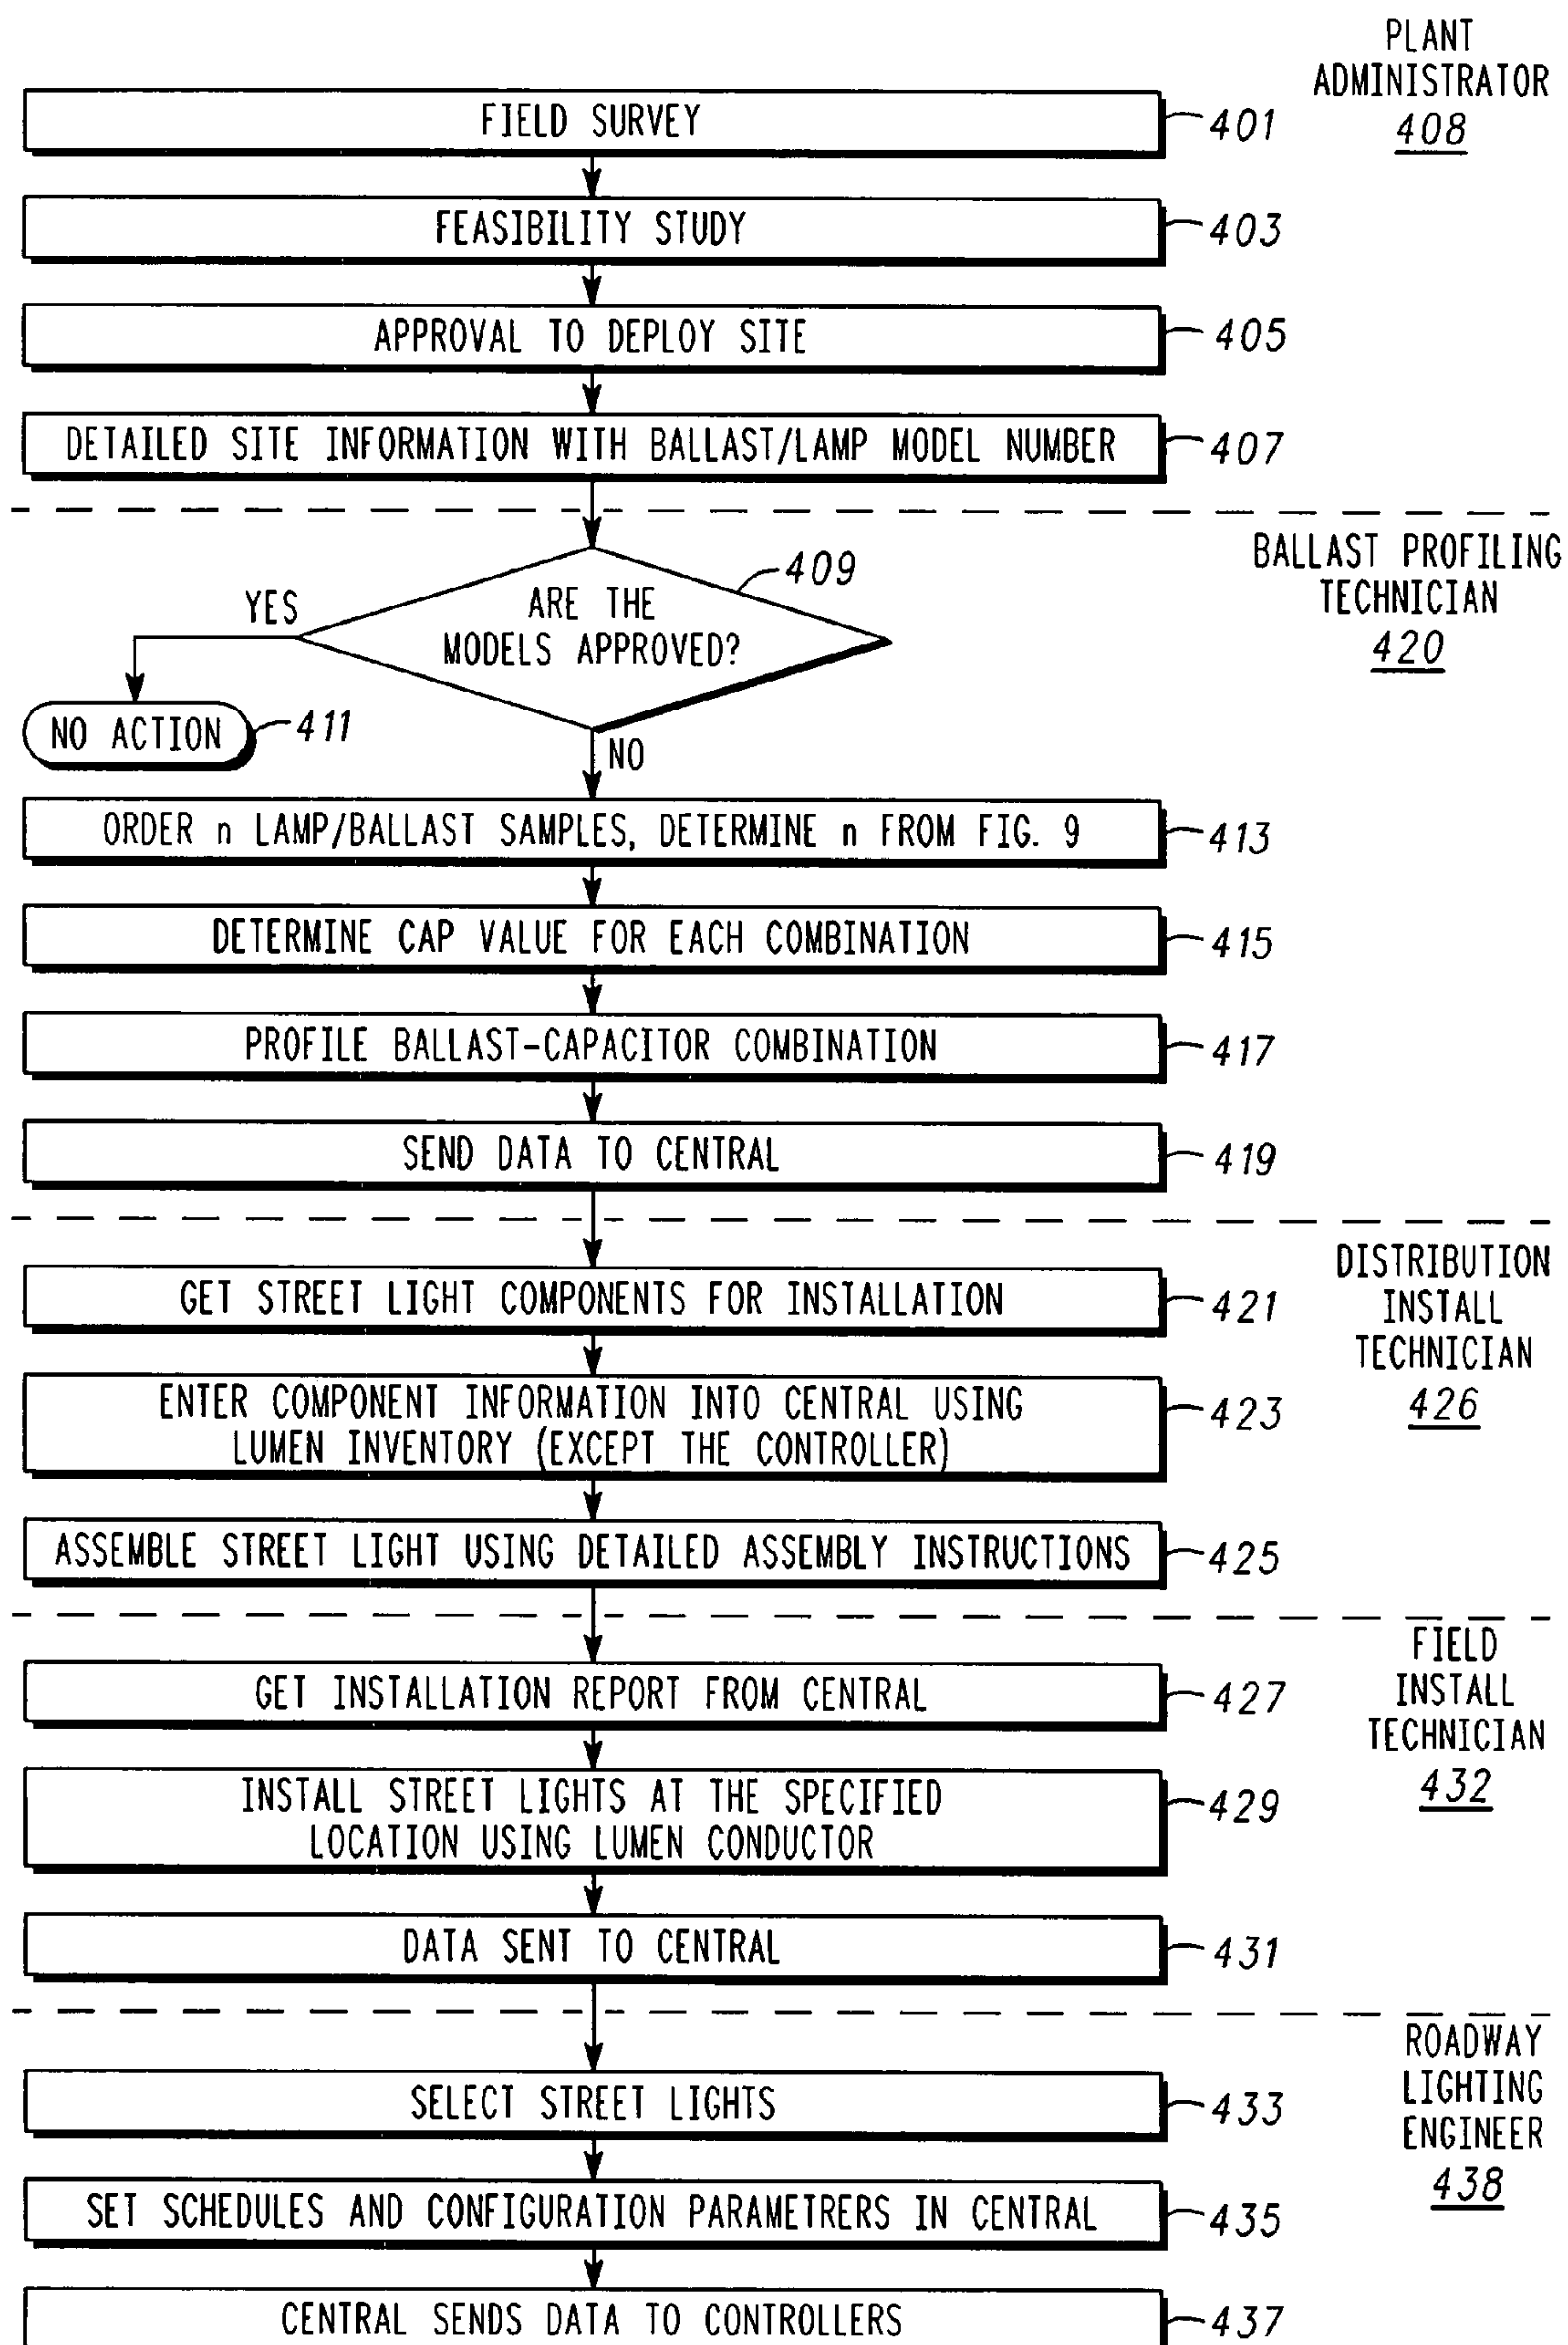 PLANT
ADMINISTRATOR
408
FIELD SURVEY
401
FEASIBILITY STUDY
403
APPROVAL TO DEPLOY SITE
405
DETAILED SITE INFORMATION WITH BALLAST/LAMP MODEL NUMBER
407
BALLAST PROFILING
TECHNICIAN
420
409
ARE THE
MODELS APPROVED?
YES
NO ACTION
411
NO
ORDER n LAMP/BALLAST SAMPLES, DETERMINE n FROM FIG. 9
413
DETERMINE CAP VALUE FOR EACH COMBINATION
415
PROFILE BALLAST-CAPACITOR COMBINATION
417
SEND DATA TO CENTRAL
419
DISTRIBUTION
INSTALL
TECHNICIAN
426
GET STREET LIGHT COMPONENTS FOR INSTALLATION
421
ENTER COMPONENT INFORMATION INTO CENTRAL USING
LUMEN INVENTORY (EXCEPT THE CONTROLLER)
423
ASSEMBLE STREET LIGHT USING DETAILED ASSEMBLY INSTRUCTIONS
425
FIELD
INSTALL
TECHNICIAN
432
GET INSTALLATION REPORT FROM CENTRAL
427
INSTALL STREET LIGHTS AT THE SPECIFIED
LOCATION USING LUMEN CONDUCTOR
429
DATA SENT TO CENTRAL
431
ROADWAY
LIGHTING
ENGINEER
438
SELECT STREET LIGHTS
433
SET SCHEDULES AND CONFIGURATION PARAMETRERS IN CENTRAL
435
CENTRAL SENDS DATA TO CONTROLLERS
437